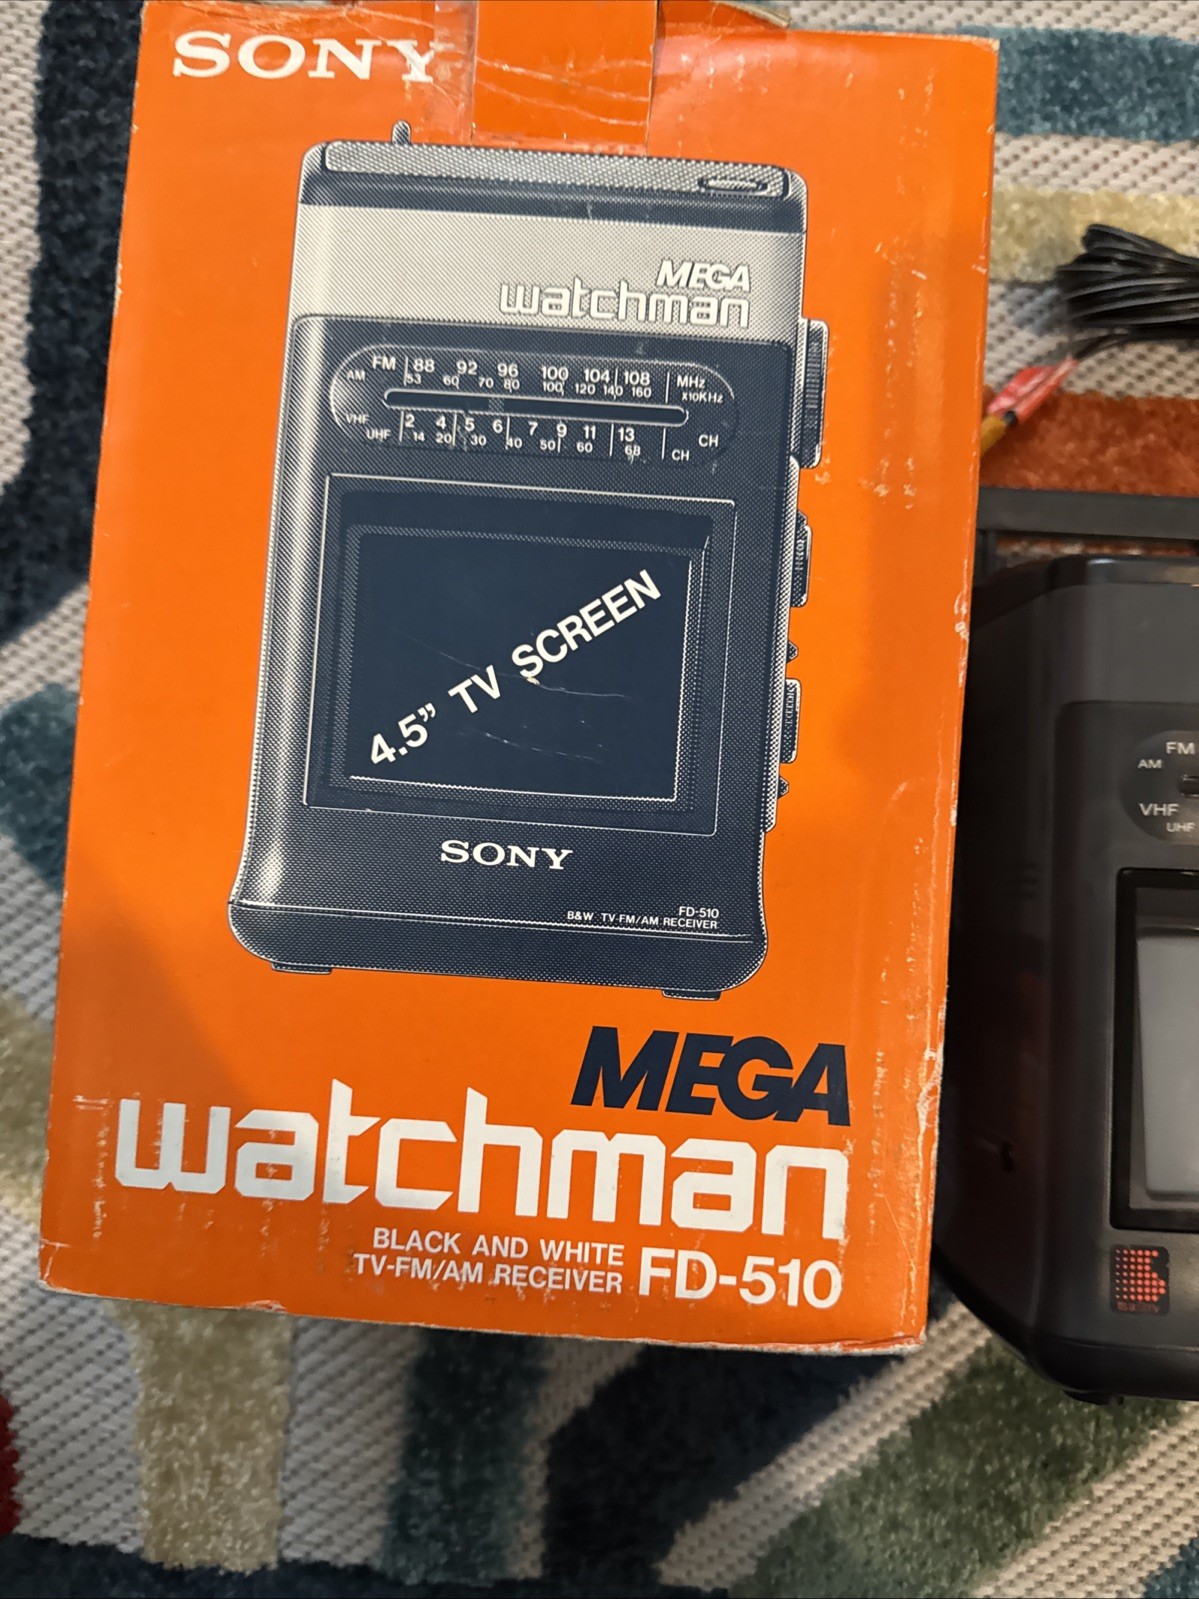 SONY
MEGA
watchman
FM 88 92 96 100 104 108 MHz
AM 53 60 70 80 100 120 140 160 X10KHz
VHF 2 4 5 6 7 9 11 13 CH
UHF 14 20 30 40 50 60 68 CH
4.5” TV SCREEN
SONY
FD-510
B&W TV-FM/AM RECEIVER
MEGA
watchman
BLACK AND WHITE
TV-FM/AM RECEIVER FD-510
FM
AM
VHF
UHF